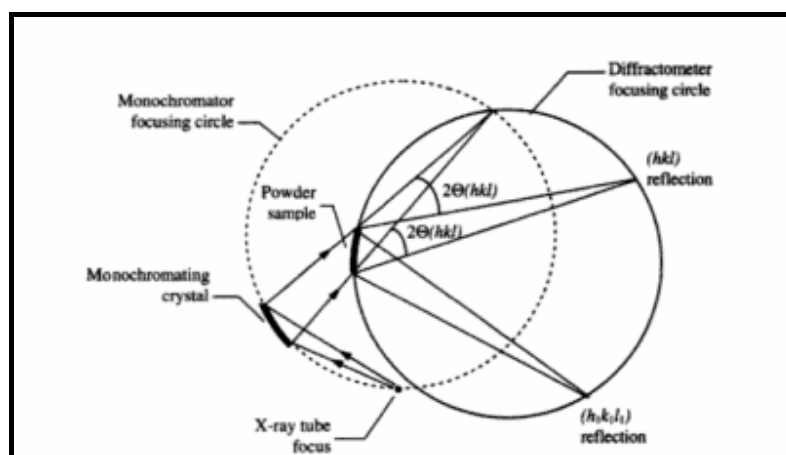 Diffractometer
focusing circle
Monochromator
focusing circle
(hkl)
reflection
2Θ(hkl)
Powder
sample
2Θ(hkl)
Monochromating
crystal
(h₁k₁l₁)
reflection
X-ray tube
focus